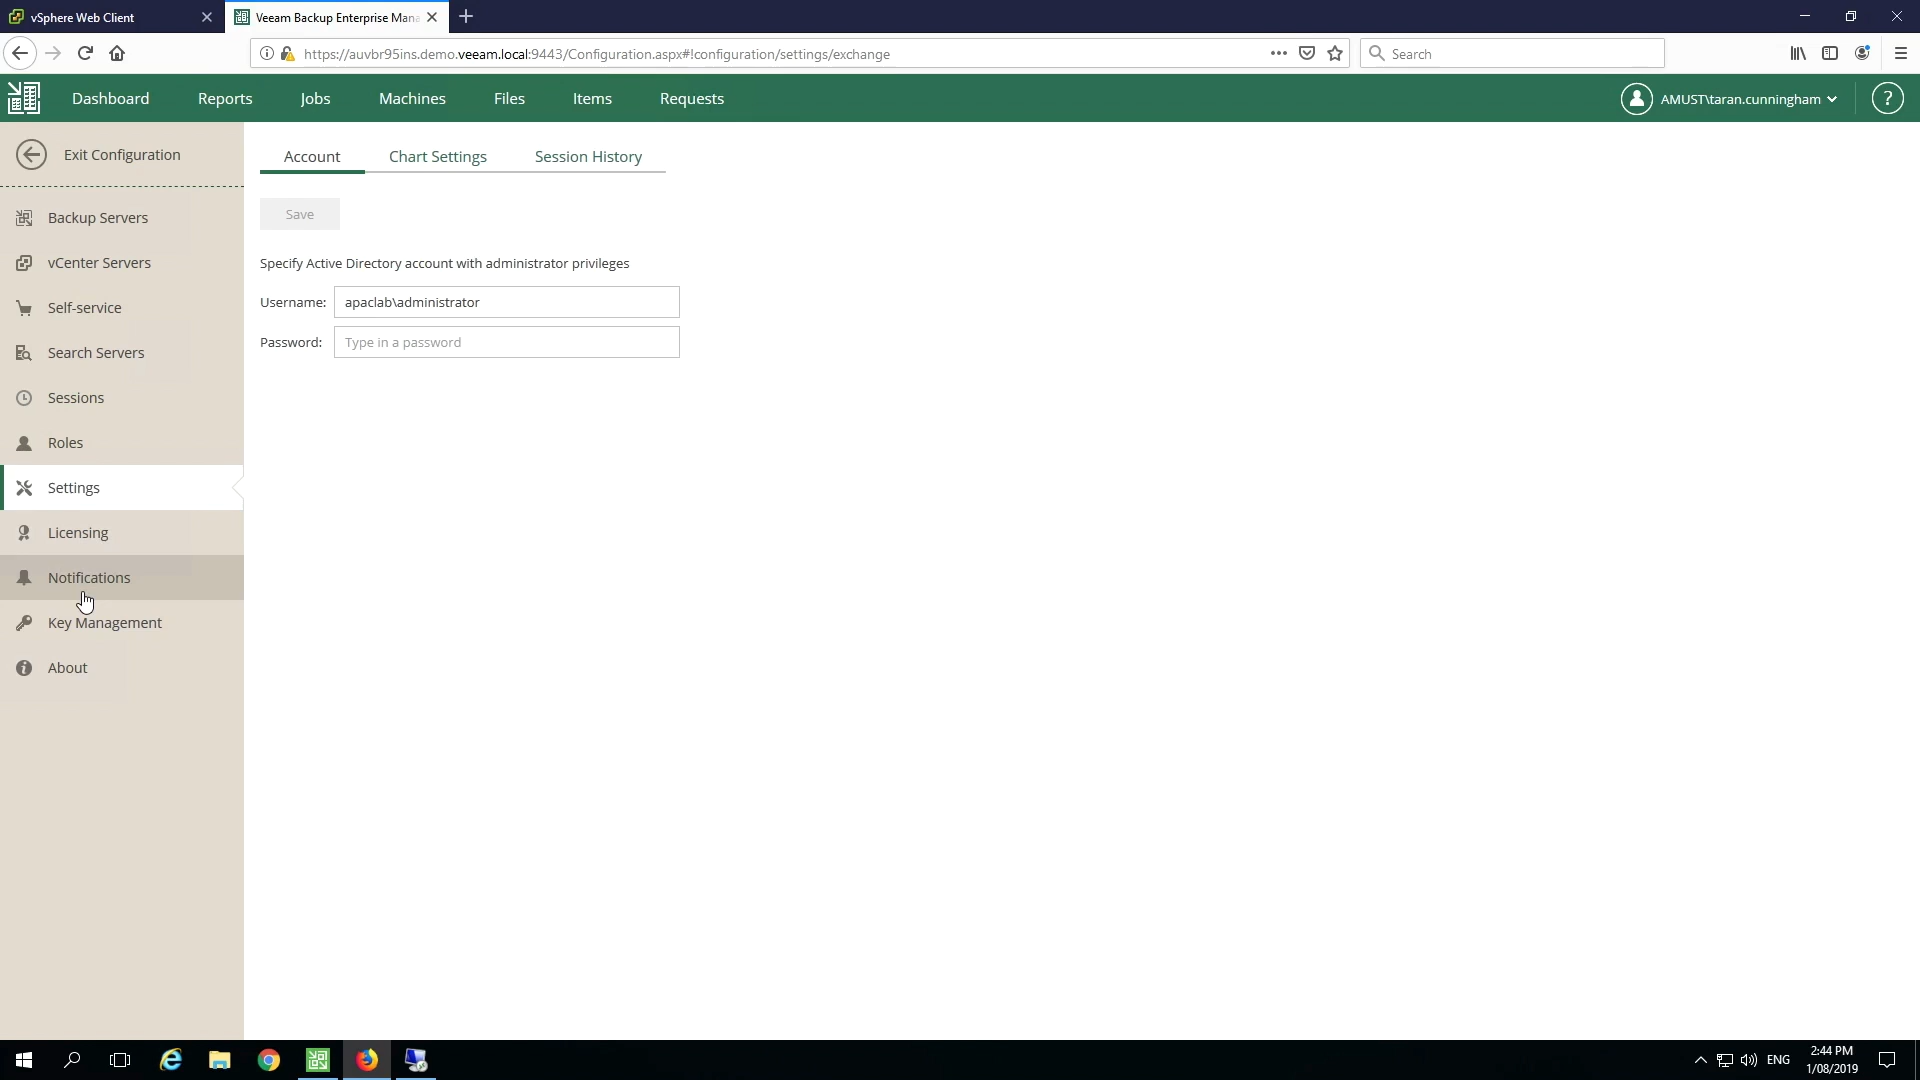 vSphere Web Client
Veeam Backup Enterprise Mana
https://auvbr95ins.demo.veeam.local:9443/Configuration.aspx#!configuration/settings/exchange
Search
Dashboard
Reports
Jobs
Machines
Files
Items
Requests
AMUST\taran.cunningham
?
Exit Configuration
Account
Chart Settings
Session History
Save
Backup Servers
vCenter Servers
Self-service
Search Servers
Sessions
Roles
Settings
Licensing
Notifications
Key Management
About
Specify Active Directory account with administrator privileges
Username: apaclab\administrator
Password: Type in a password
ENG
2:44 PM
1/08/2019